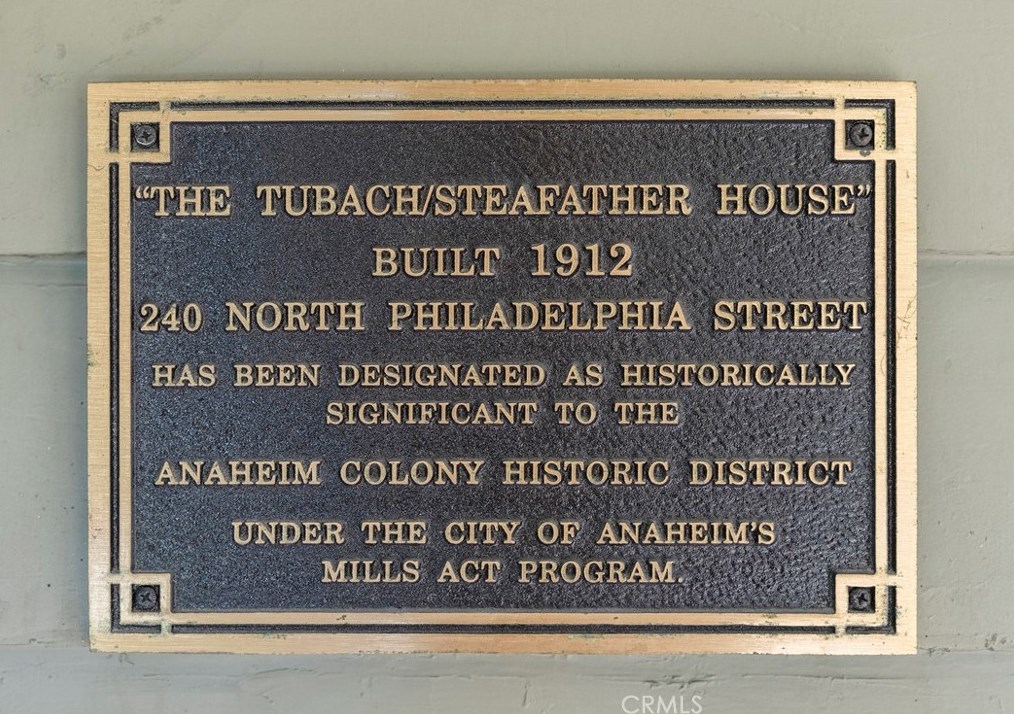 “THE TUBACH/STEAFATHER HOUSE”
BUILT 1912
240 NORTH PHILADELPHIA STREET
HAS BEEN DESIGNATED AS HISTORICALLY
SIGNIFICANT TO THE
ANAHEIM COLONY HISTORIC DISTRICT
UNDER THE CITY OF ANAHEIM'S
MILLS ACT PROGRAM.
CRMLS